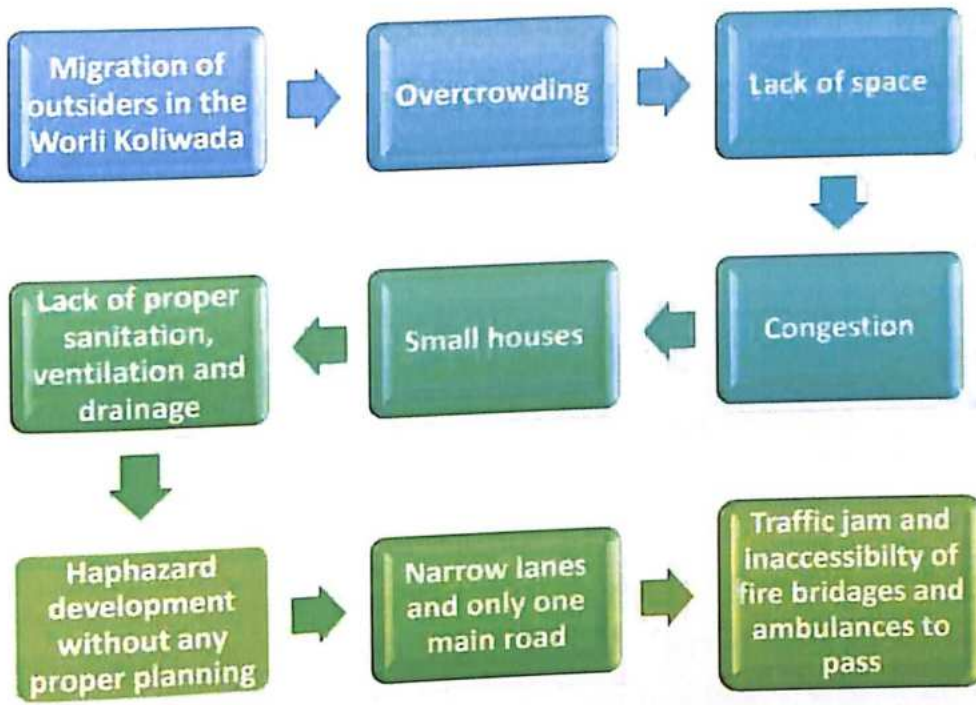 Migration of
outsiders in the
Worli Koliwada
Overcrowding
Lack of space
Congestion
Small houses
Lack of proper
sanitation,
ventilation and
drainage
Haphazard
development
without any
proper planning
Narrow lanes
and only one
main road
Traffic jam and
inaccessibilty of
fire bridages and
ambulances to
pass